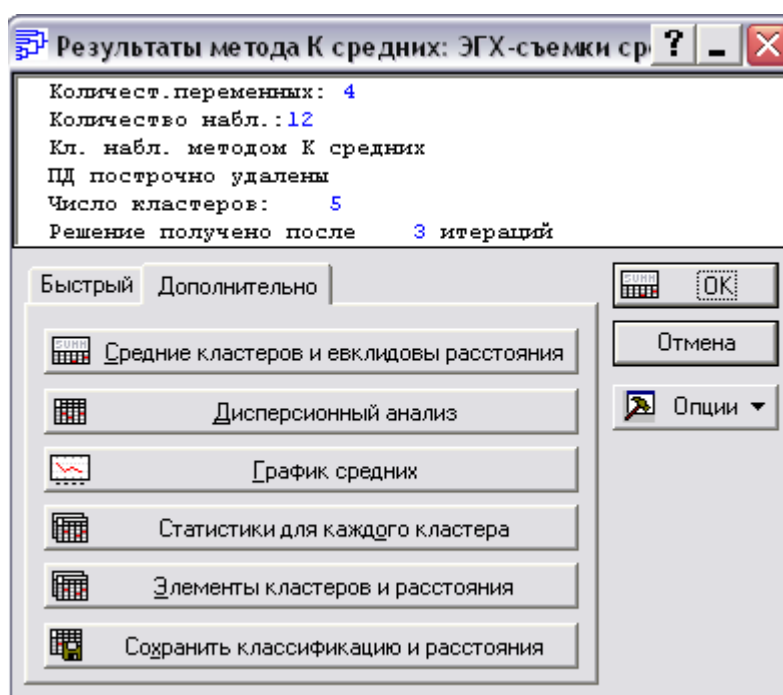 Результаты метода К средних: ЭГХ-съемки ср
Количест.переменных: 4
Количество набл.:12
Кл. набл. методом К средних
ПД построчно удалены
Число кластеров: 5
Решение получено после 3 итераций
Быстрый
Дополнительно
Средние кластеров и евклидовы расстояния
Дисперсионный анализ
График средних
Статистики для каждого кластера
Элементы кластеров и расстояния
Сохранить классификацию и расстояния
OK
Отмена
Опции